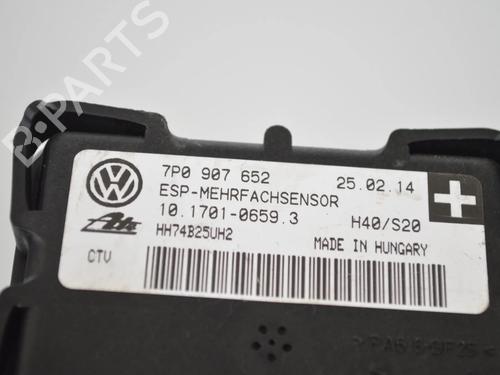 B-PARTS
7P0 907 652
25.02.14
ESP-MEHRFACHSENSOR
10.1701-0659.3
H40/S20
HH74B25UH2
MADE IN HUNGARY
Ate
CTV